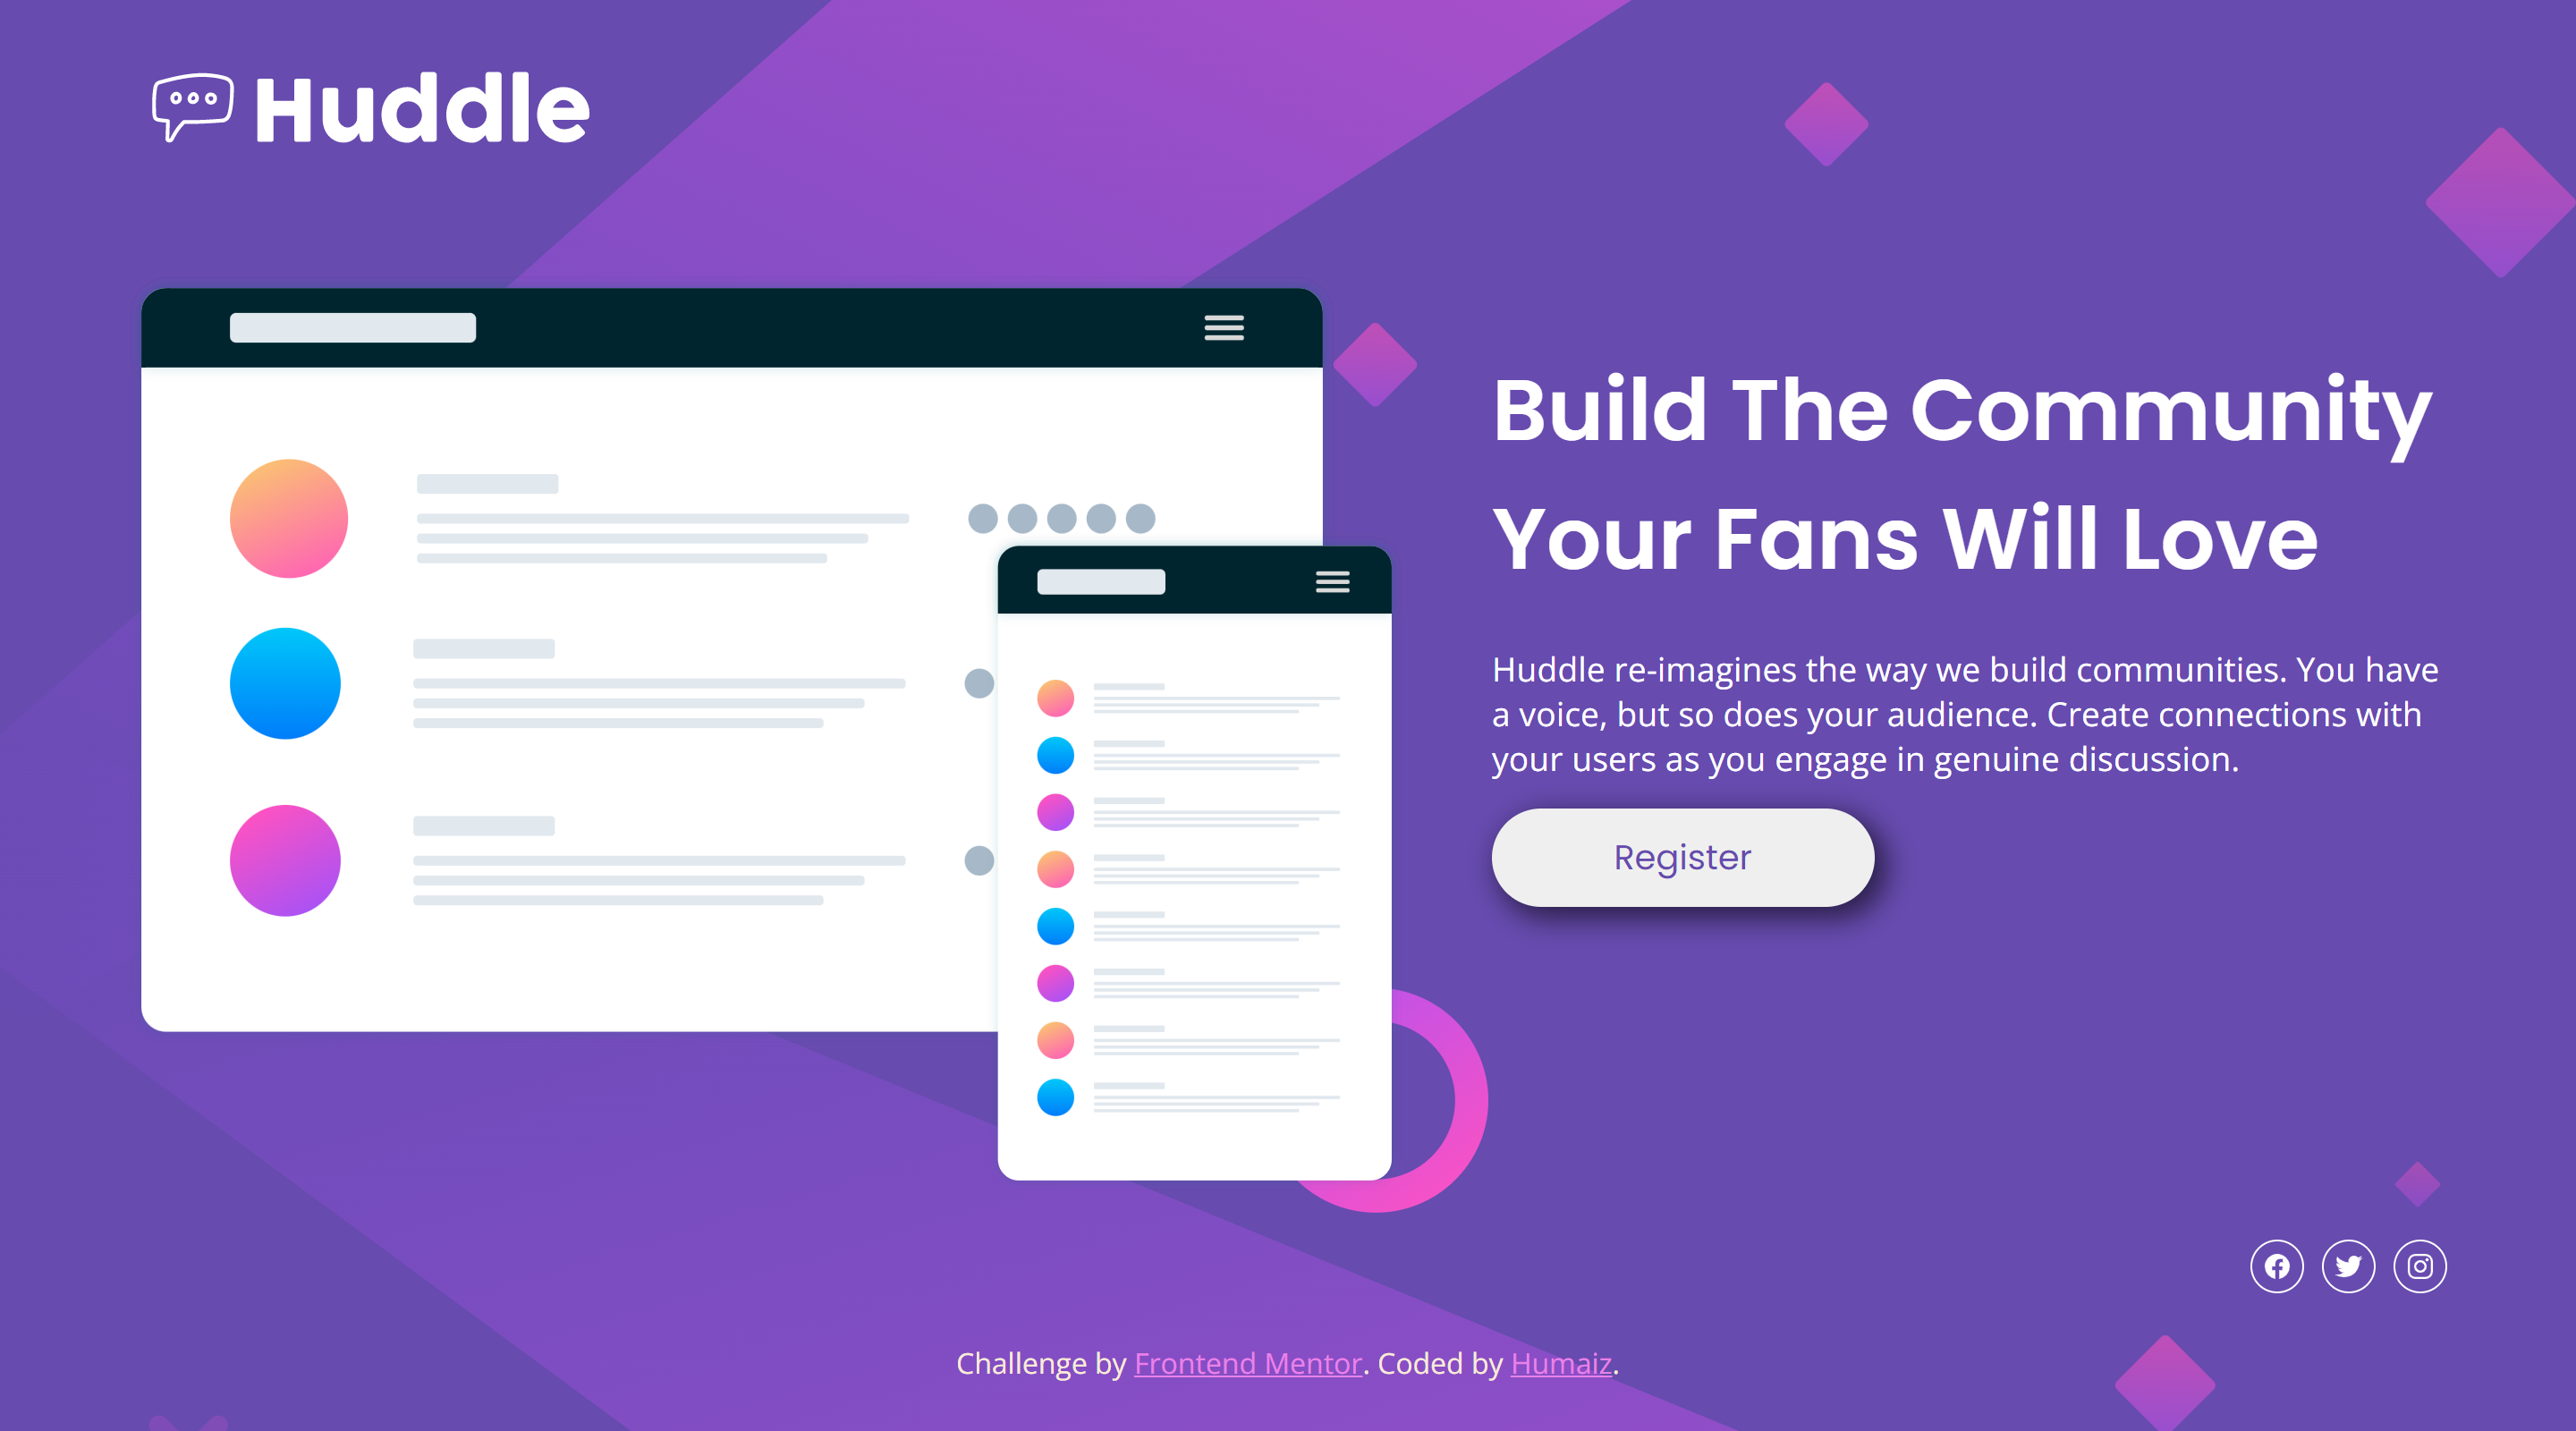 Huddle
Build The Community
Your Fans Will Love
Huddle re-imagines the way we build communities. You have
a voice, but so does your audience. Create connections with
your users as you engage in genuine discussion.
Register
Challenge by Frontend Mentor. Coded by Humaiz.